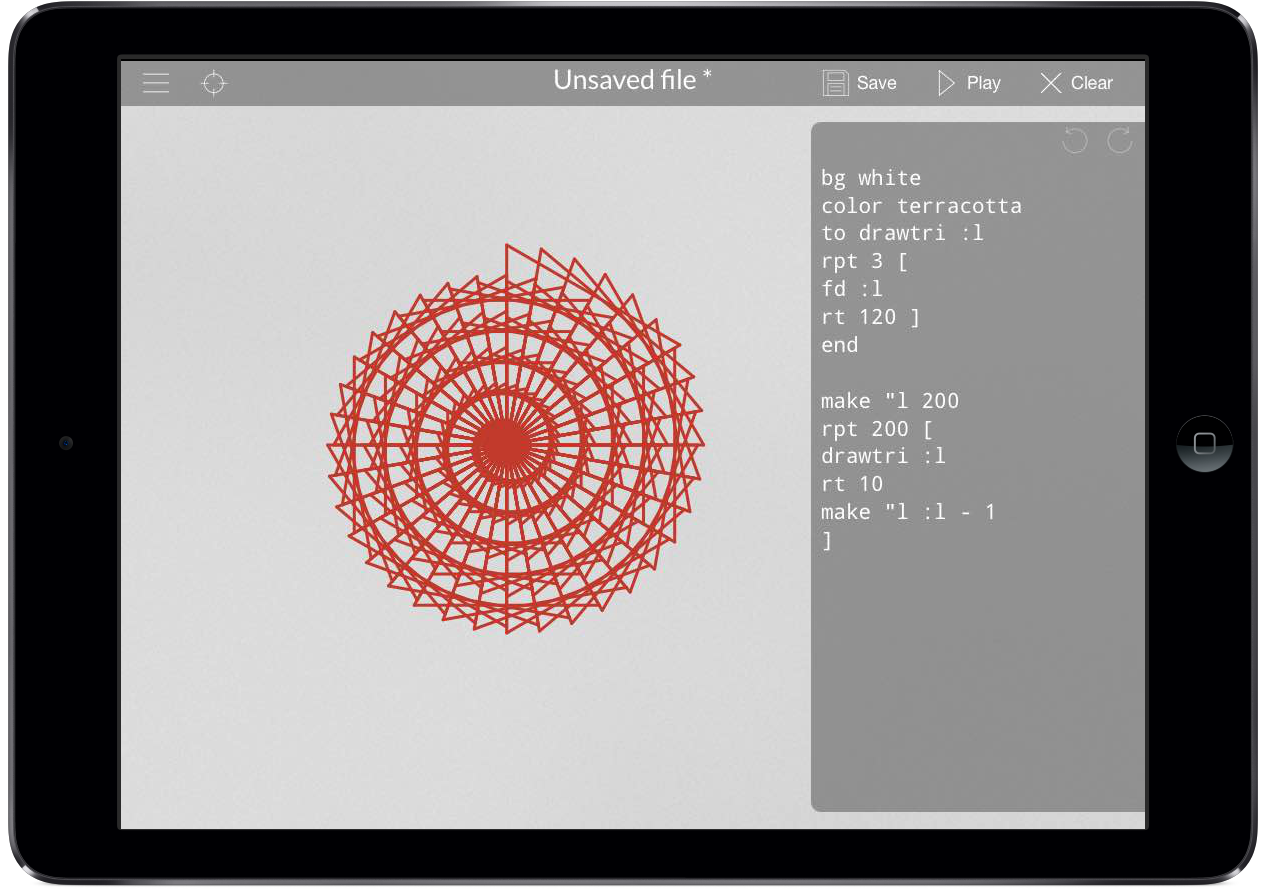 Unsaved file *
Save
Play
Clear
bg white
color terracotta
to drawtri :l
rpt 3 [
fd :l
rt 120 ]
end
make "l 200
rpt 200 [
drawtri :l
rt 10
make "l :l - 1
]